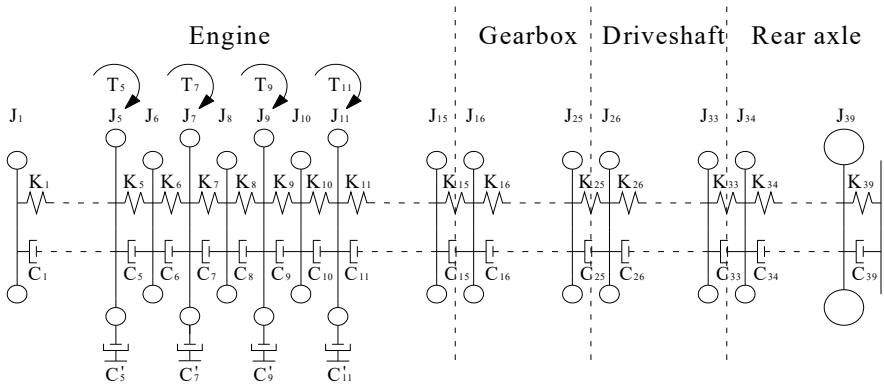 Engine Gearbox Driveshaft Rear axle
T5 T7 T9 T11
J1 J5 J6 J7 J8 J9 J10 J11 J15 J16 J25 J26 J33 J34 J39
K1 K5 K6 K7 K8 K9 K10 K11 K15 K16 K25 K26 K33 K34 K39
C1 C5 C6 C7 C8 C9 C10 C11 C15 C16 C25 C26 C33 C34 C39
C'5 C'7 C'9 C'11